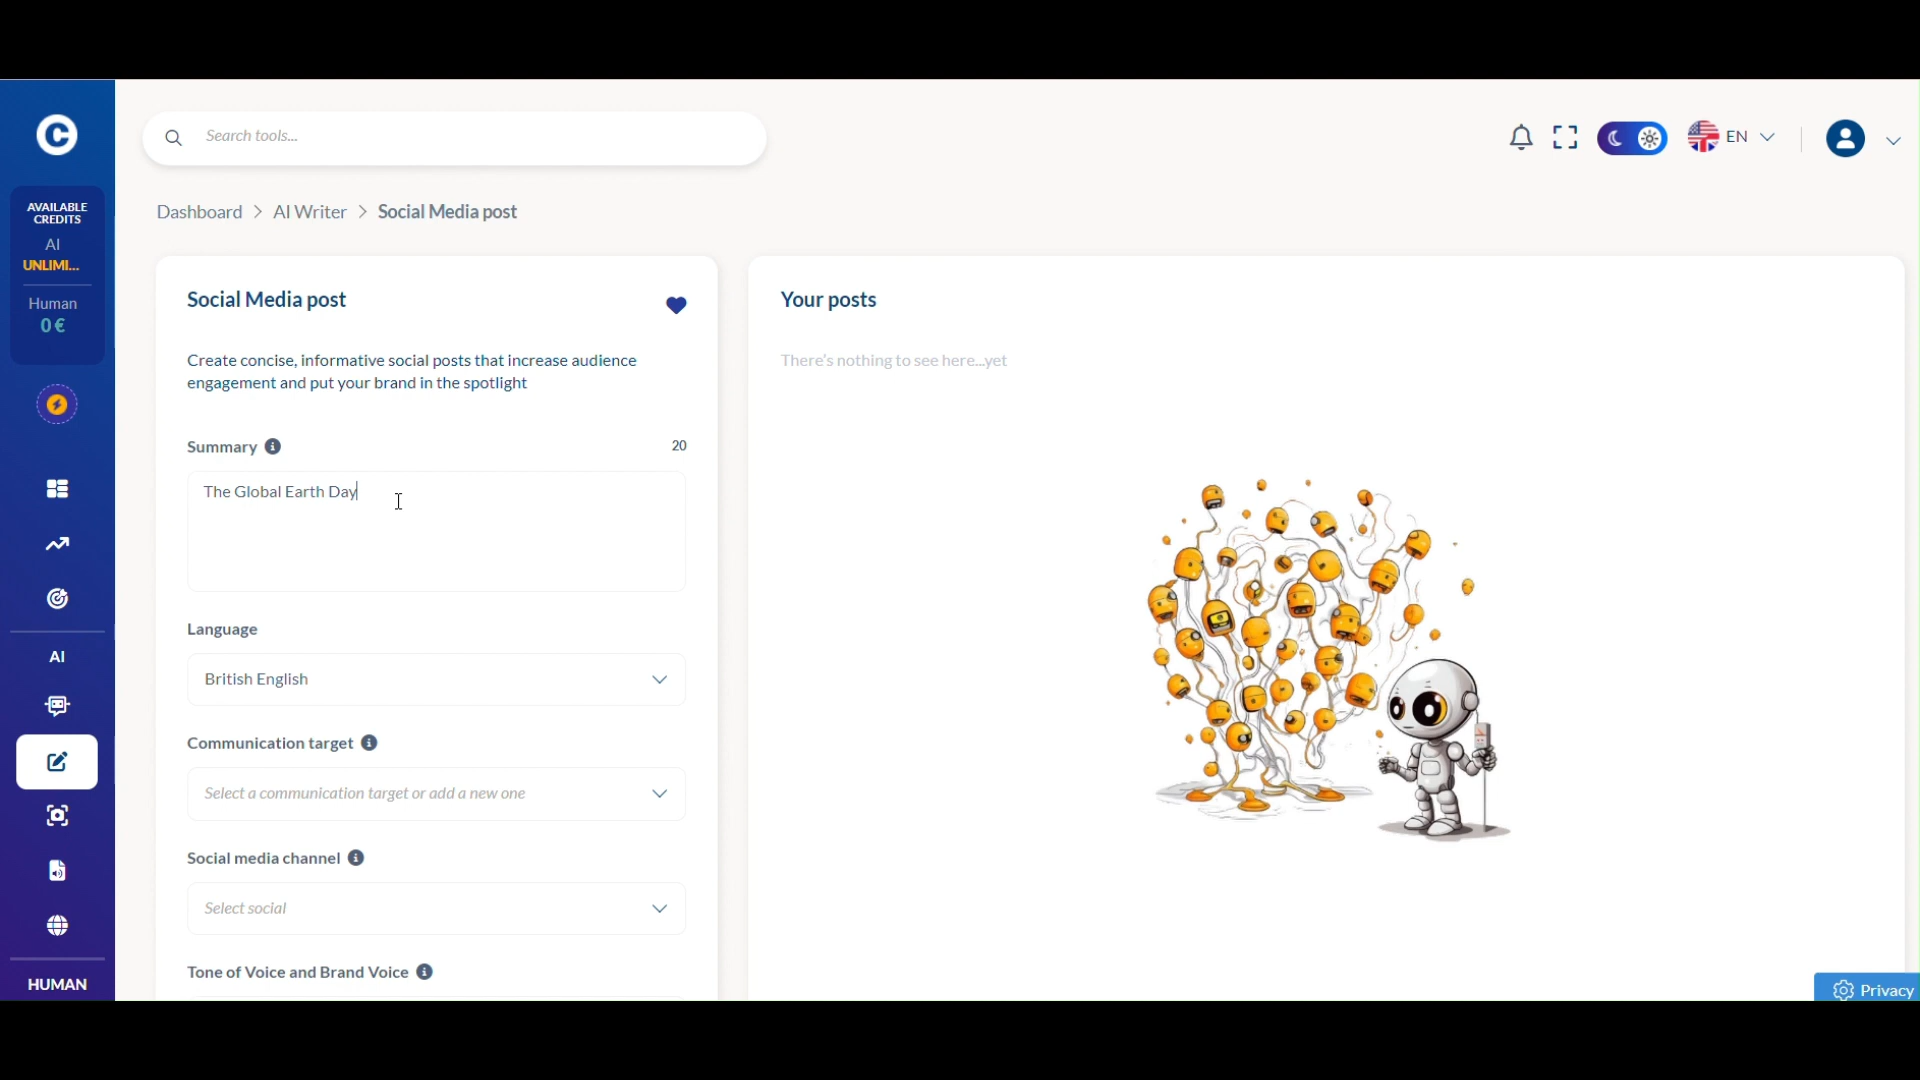 C
Search tools...
EN
AVAILABLE
CREDITS
AI
UNLIMI...
Human
0 €
AI
HUMAN
Dashboard > AI Writer > Social Media post
Social Media post
Create concise, informative social posts that increase audience
engagement and put your brand in the spotlight
Summary 20
The Global Earth Day
Language
British English
Communication target
Select a communication target or add a new one
Social media channel
Select social
Tone of Voice and Brand Voice
Your posts
There's nothing to see here...yet
Privacy